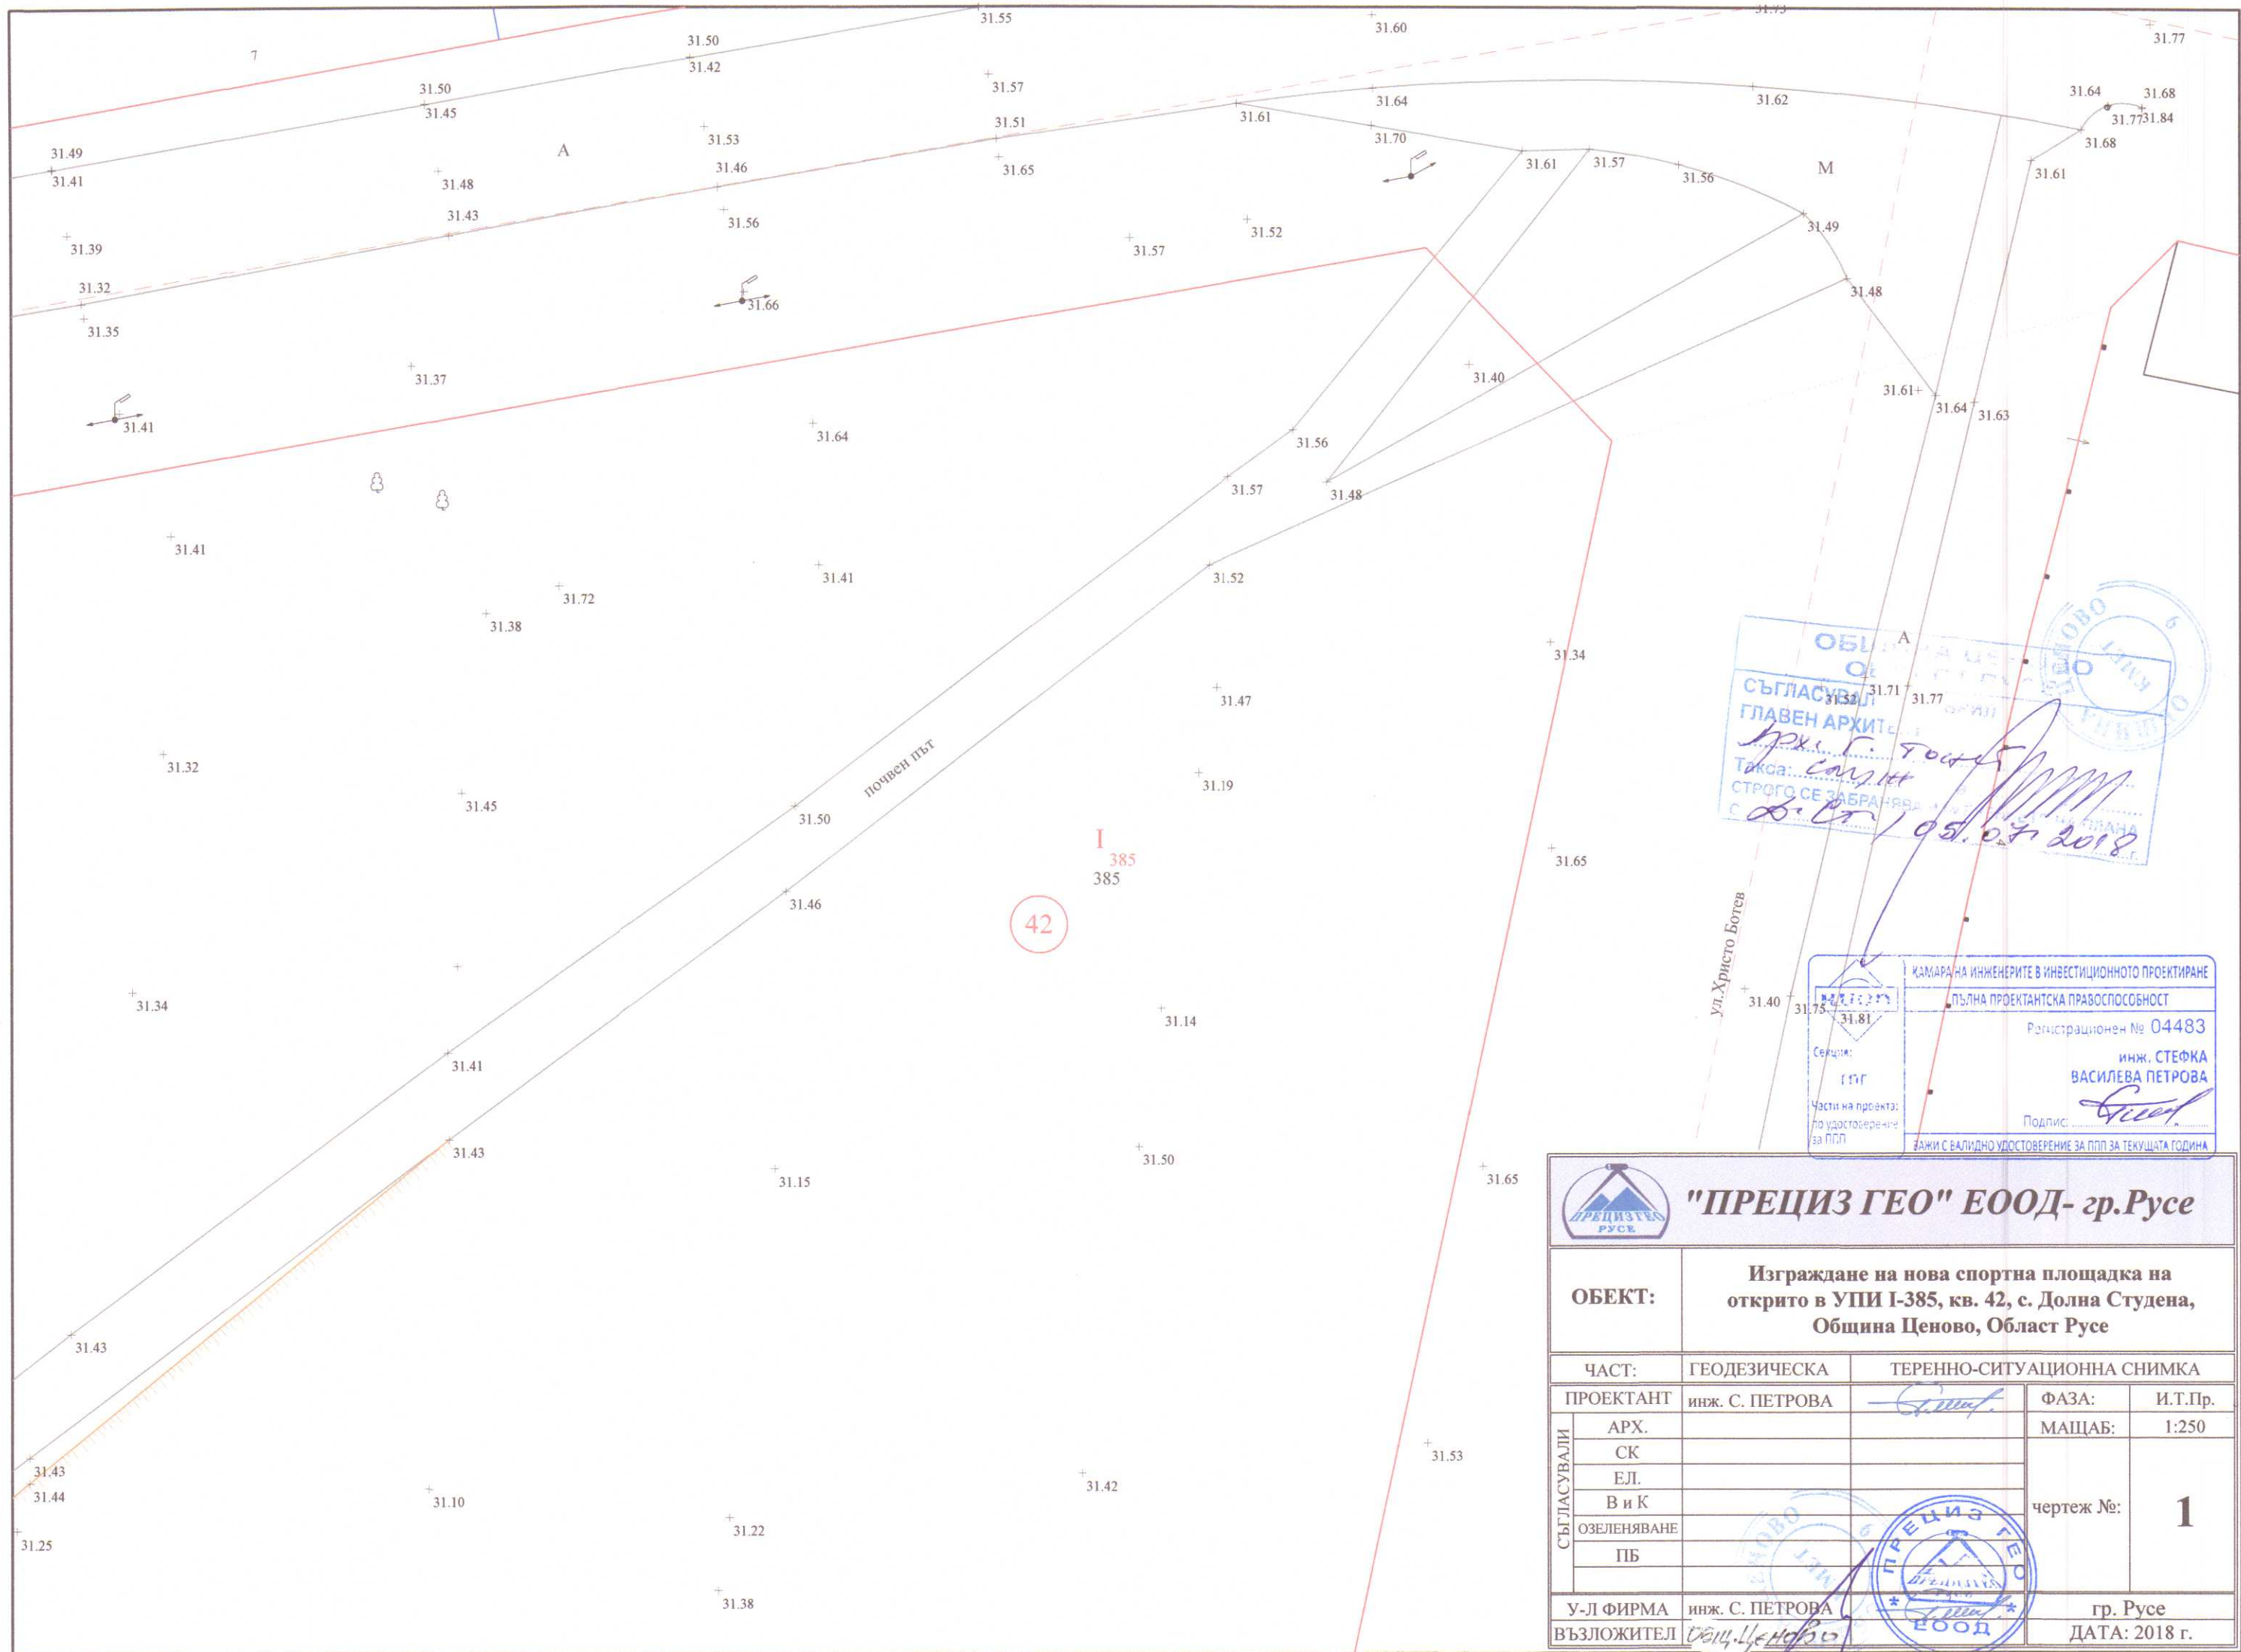 31.55
31.60
31.73
31.77
7
31.50
31.42
31.57
31.50
31.45
31.64
31.62
31.64
31.68
31.77
31.84
31.61
31.51
31.53
31.70
31.68
31.49
31.41
A
31.46
31.65
31.61
31.57
31.56
M
31.61
31.48
31.43
31.56
31.52
31.57
31.49
31.39
31.32
31.35
31.66
31.48
31.37
31.40
31.61
31.64
31.63
31.41
31.64
31.56
31.57
31.48
31.41
31.41
31.52
31.72
31.38
31.34
31.47
31.32
31.45
31.19
31.50
почвен път
I
385
385
42
31.46
31.65
31.34
31.14
31.41
31.43
31.15
31.50
31.65
31.43
31.43
31.44
31.25
31.10
31.22
31.38
31.42
31.53
A
31.52
31.71
31.77
ул.Христо Ботев
31.40
31.75
31.81
СЪГЛАСУВАЛ
ГЛАВЕН
Такса:
СТРОГО СЕ ЗАБРАНЯВА
05.07 2018 г.
ЦЕНОВО
КМЕТ
ОБЩИНА
6
КАМАРА НА ИНЖЕНЕРИТЕ В ИНВЕСТИЦИОННОТО ПРОЕКТИРАНЕ
ПЪЛНА ПРОЕКТАНТСКА ПРАВОСПОСОБНОСТ
Регистрационен № 04483
инж. СТЕФКА
ВАСИЛЕВА ПЕТРОВА
Секция:
Части на проекта:
по удостоверение
за ППП
Подпис:
ВАЖИ С ВАЛИДНО УДОСТОВЕРЕНИЕ ЗА ППП ЗА ТЕКУЩАТА ГОДИНА
ПРЕЦИЗ ГЕО
РУСЕ
"ПРЕЦИЗ ГЕО" ЕООД- гр.Русе
ОБЕКТ:
Изграждане на нова спортна площадка на
открито в УПИ I-385, кв. 42, с. Долна Студена,
Община Ценово, Област Русе
ЧАСТ: ГЕОДЕЗИЧЕСКА ТЕРЕННО-СИТУАЦИОННА СНИМКА
ПРОЕКТАНТ инж. С. ПЕТРОВА ФАЗА: И.Т.Пр.
СЪГЛАСУВАЛИ
АРХ. МАЩАБ: 1:250
СК
ЕЛ.
В и К
чертеж №: 1
ОЗЕЛЕНЯВАНЕ
ПБ
ПРЕЦИЗ ГЕО
ЕООД
У-Л ФИРМА инж. С. ПЕТРОВА гр. Русе
ВЪЗЛОЖИТЕЛ Общ. Ценово ДАТА: 2018 г.